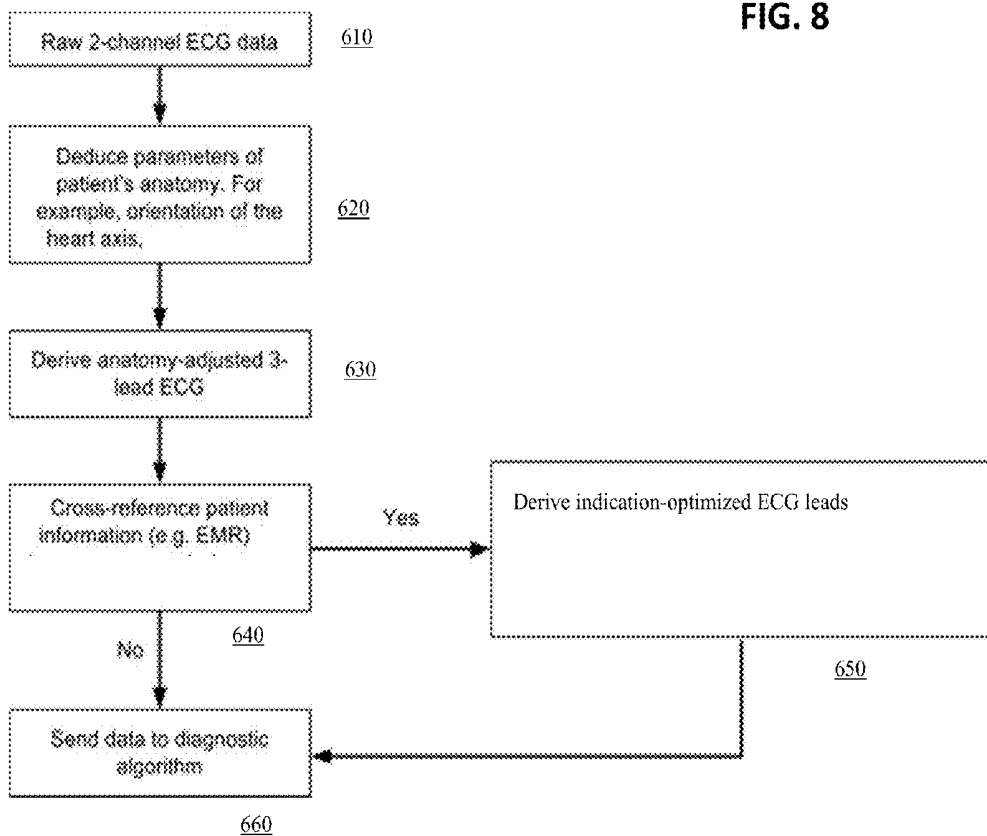 FIG. 8
Raw 2-channel ECG data
610
Deduce parameters of
patient's anatomy. For
example, orientation of the
heart axis,
620
Derive anatomy-adjusted 3-
lead ECG
630
Cross-reference patient
information (e.g. EMR)
640
Yes
Derive indication-optimized ECG leads
650
No
Send data to diagnostic
algorithm
660